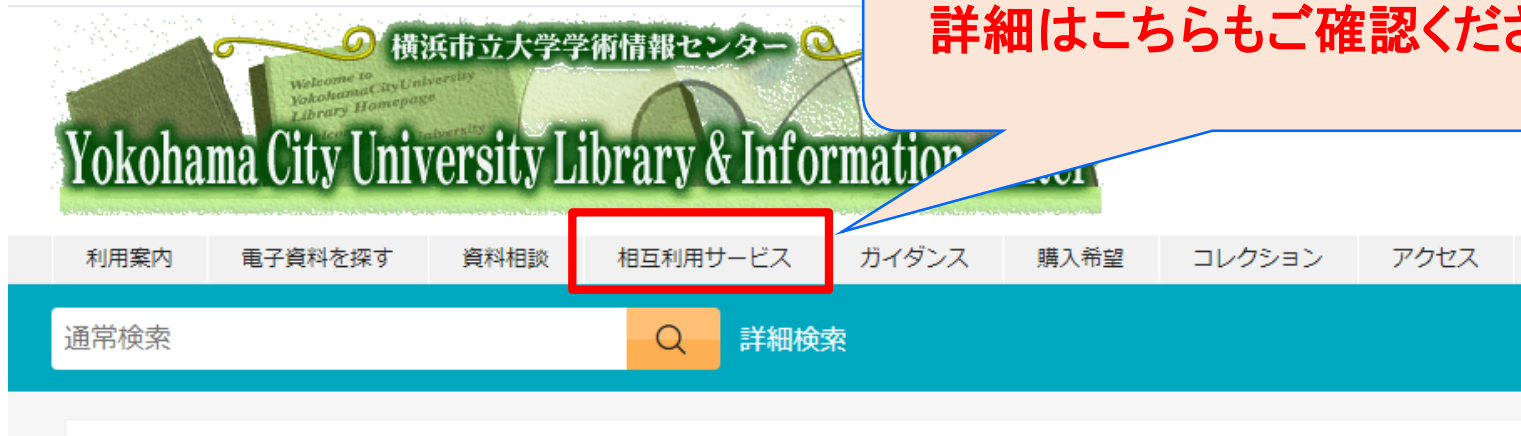 詳細はこちらもご確認くださ
横浜市立大学学術情報センター
Welcome to
YokohamaCityUniversity
Library Homepage
Yokohama City University Library & Information
利用案内 電子資料を探す 資料相談 相互利用サービス ガイダンス 購入希望 コレクション アクセス
通常検索 詳細検索